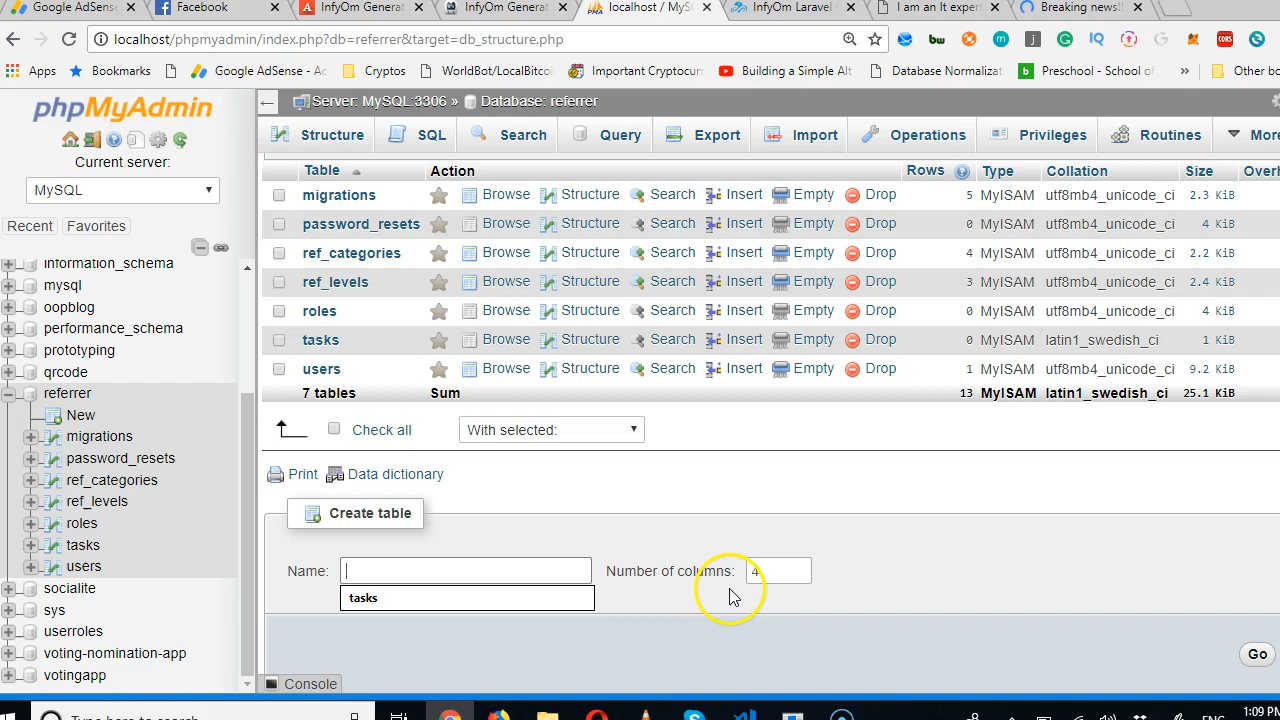 Google AdSense
Facebook
InfyOm Generat
InfyOm Generat
localhost / MySC
InfyOm Laravel
I am an It exper
Breaking news!!
localhost/phpmyadmin/index.php?db=referrer&target=db_structure.php
Apps
Bookmarks
Google AdSense - Ac
Cryptos
WorldBot/LocalBitcoi
Important Cryptocurr
Building a Simple Alt
Database Normalizat
Preschool - School of
»
Other bo
phpMyAdmin
Current server:
MySQL
Recent
Favorites
information_schema
mysql
oopblog
performance_schema
prototyping
qrcode
referrer
New
migrations
password_resets
ref_categories
ref_levels
roles
tasks
users
socialite
sys
userroles
voting-nomination-app
votingapp
Server: MySQL:3306 » Database: referrer
Structure SQL Search Query Export Import Operations Privileges Routines More
Table Action Rows Type Collation Size Overh
migrations Browse Structure Search Insert Empty Drop 5 MyISAM utf8mb4_unicode_ci 2.3 KiB
password_resets Browse Structure Search Insert Empty Drop 0 MyISAM utf8mb4_unicode_ci 4 KiB
ref_categories Browse Structure Search Insert Empty Drop 4 MyISAM utf8mb4_unicode_ci 2.2 KiB
ref_levels Browse Structure Search Insert Empty Drop 3 MyISAM utf8mb4_unicode_ci 2.4 KiB
roles Browse Structure Search Insert Empty Drop 0 MyISAM utf8mb4_unicode_ci 4 KiB
tasks Browse Structure Search Insert Empty Drop 0 MyISAM latin1_swedish_ci 1 KiB
users Browse Structure Search Insert Empty Drop 1 MyISAM utf8mb4_unicode_ci 9.2 KiB
7 tables Sum 13 MyISAM latin1_swedish_ci 25.1 KiB
Check all With selected:
Print Data dictionary
Create table
Name: Number of columns: 4
tasks
Go
Console
Type here to search
ENG
1:09 PM